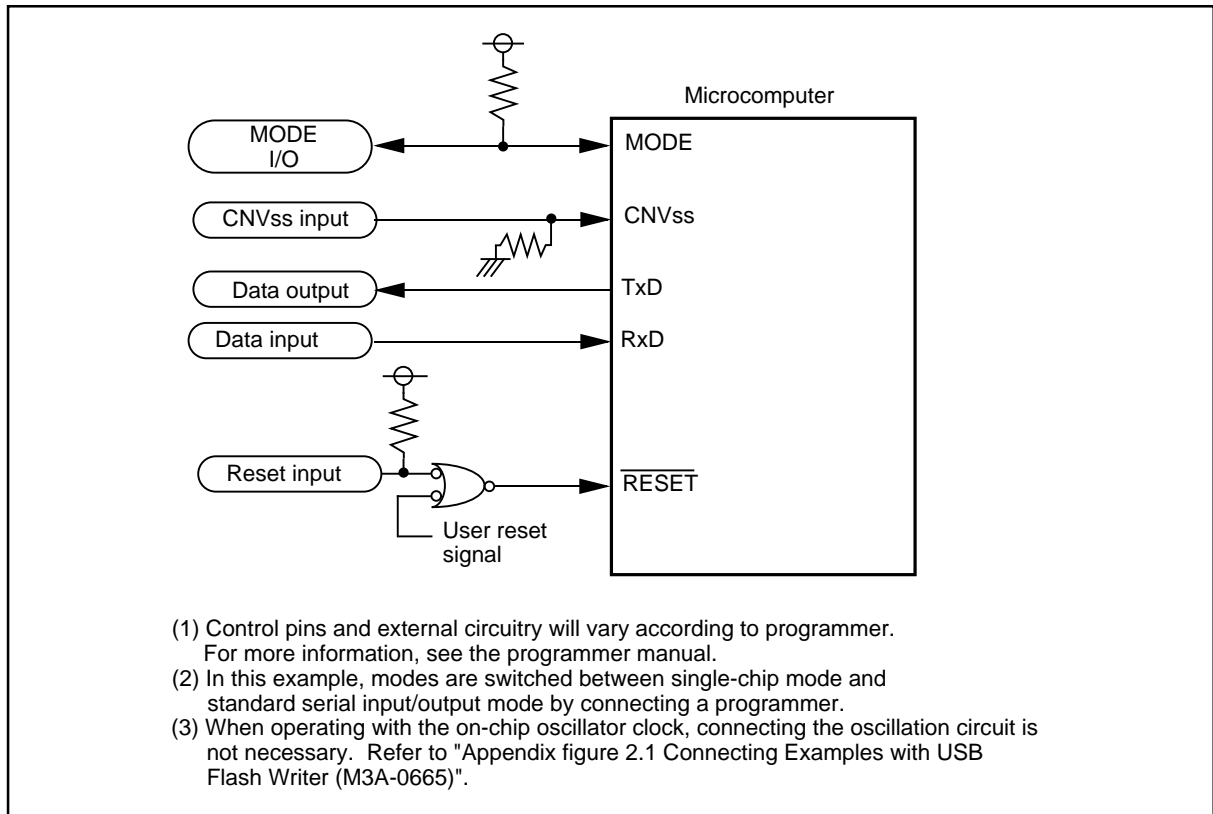 Microcomputer
MODE
I/O
MODE
CNVss input
CNVss
Data output
TxD
Data input
RxD
Reset input
RESET
User reset
signal
(1) Control pins and external circuitry will vary according to programmer.
For more information, see the programmer manual.
(2) In this example, modes are switched between single-chip mode and
standard serial input/output mode by connecting a programmer.
(3) When operating with the on-chip oscillator clock, connecting the oscillation circuit is
not necessary. Refer to "Appendix figure 2.1 Connecting Examples with USB
Flash Writer (M3A-0665)".